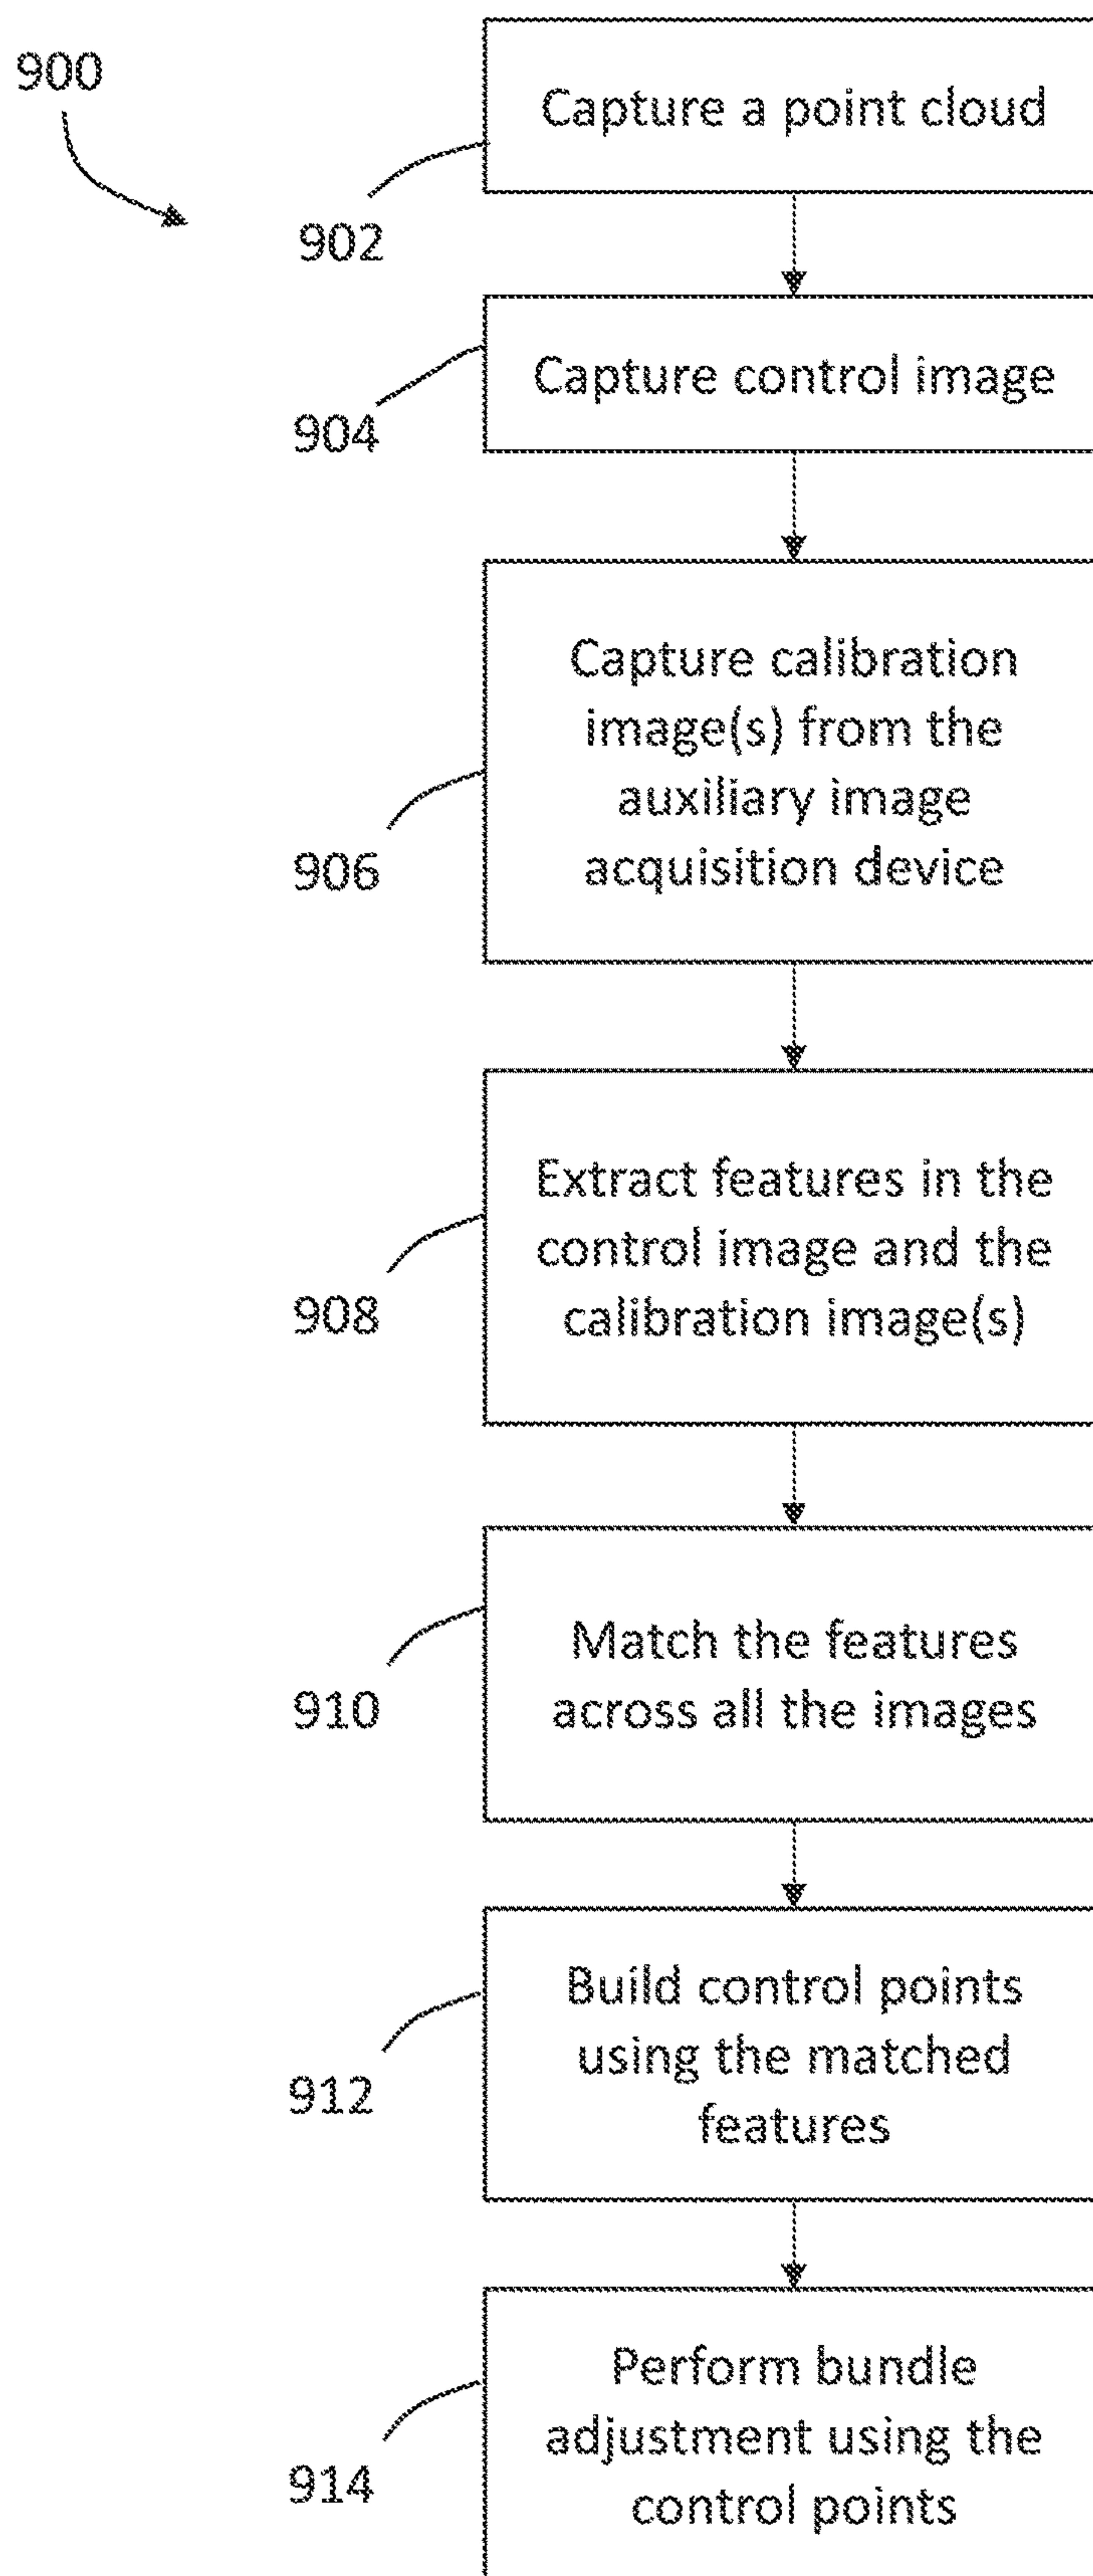 900
Capture a point cloud
902
Capture control image
904
Capture calibration
image(s) from the
auxiliary image
acquisition device
906
Extract features in the
control image and the
calibration image(s)
908
Match the features
across all the images
910
Build control points
using the matched
features
912
Perform bundle
adjustment using the
control points
914